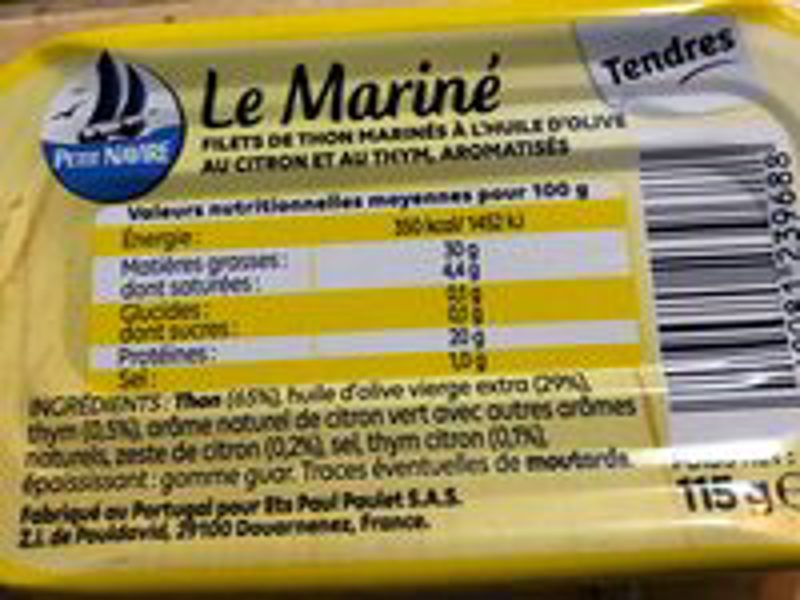 Tendres
Le Mariné
PETIT NAVIRE
FILETS DE THON MARINÉS À L'HUILE D'OLIVE
AU CITRON ET AU THYM, AROMATISÉS
Valeurs nutritionnelles moyennes pour 100 g
Énergie : 350 kcal/ 1452 kJ
Matières grasses : 30 g
dont saturées : 4,4 g
Glucides :
dont sucres :
Protéines : 20 g
Sel : 1,0 g
INGRÉDIENTS : Thon (65%), huile d'olive vierge extra (29%),
thym (0,5%), arôme naturel de citron vert avec autres arômes
naturels, zeste de citron (0,2%), sel, thym citron (0,1%),
épaississant : gomme guar. Traces éventuelles de moutarde.
Fabriqué au Portugal pour Ets Paul Paulet S.A.S.
Z.I. de Pouldavid, 29100 Douarnenez, France.
115 g e